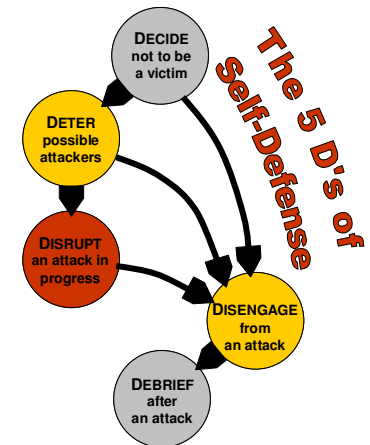 The 5 D's of
Self-Defense
DECIDE
not to be
a victim
DETER
possible
attackers
DISRUPT
an attack in
progress
DISENGAGE
from
an attack
DEBRIEF
after
an attack